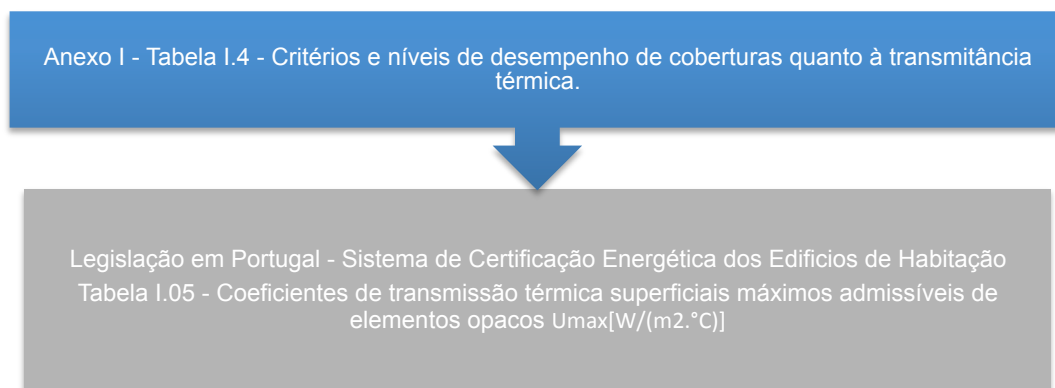 Anexo I - Tabela I.4 - Critérios e níveis de desempenho de coberturas quanto à transmitância
térmica.
Legislação em Portugal - Sistema de Certificação Energética dos Edificios de Habitação
Tabela I.05 - Coeficientes de transmissão térmica superficiais máximos admissíveis de
elementos opacos Umax[W/(m2.°C)]